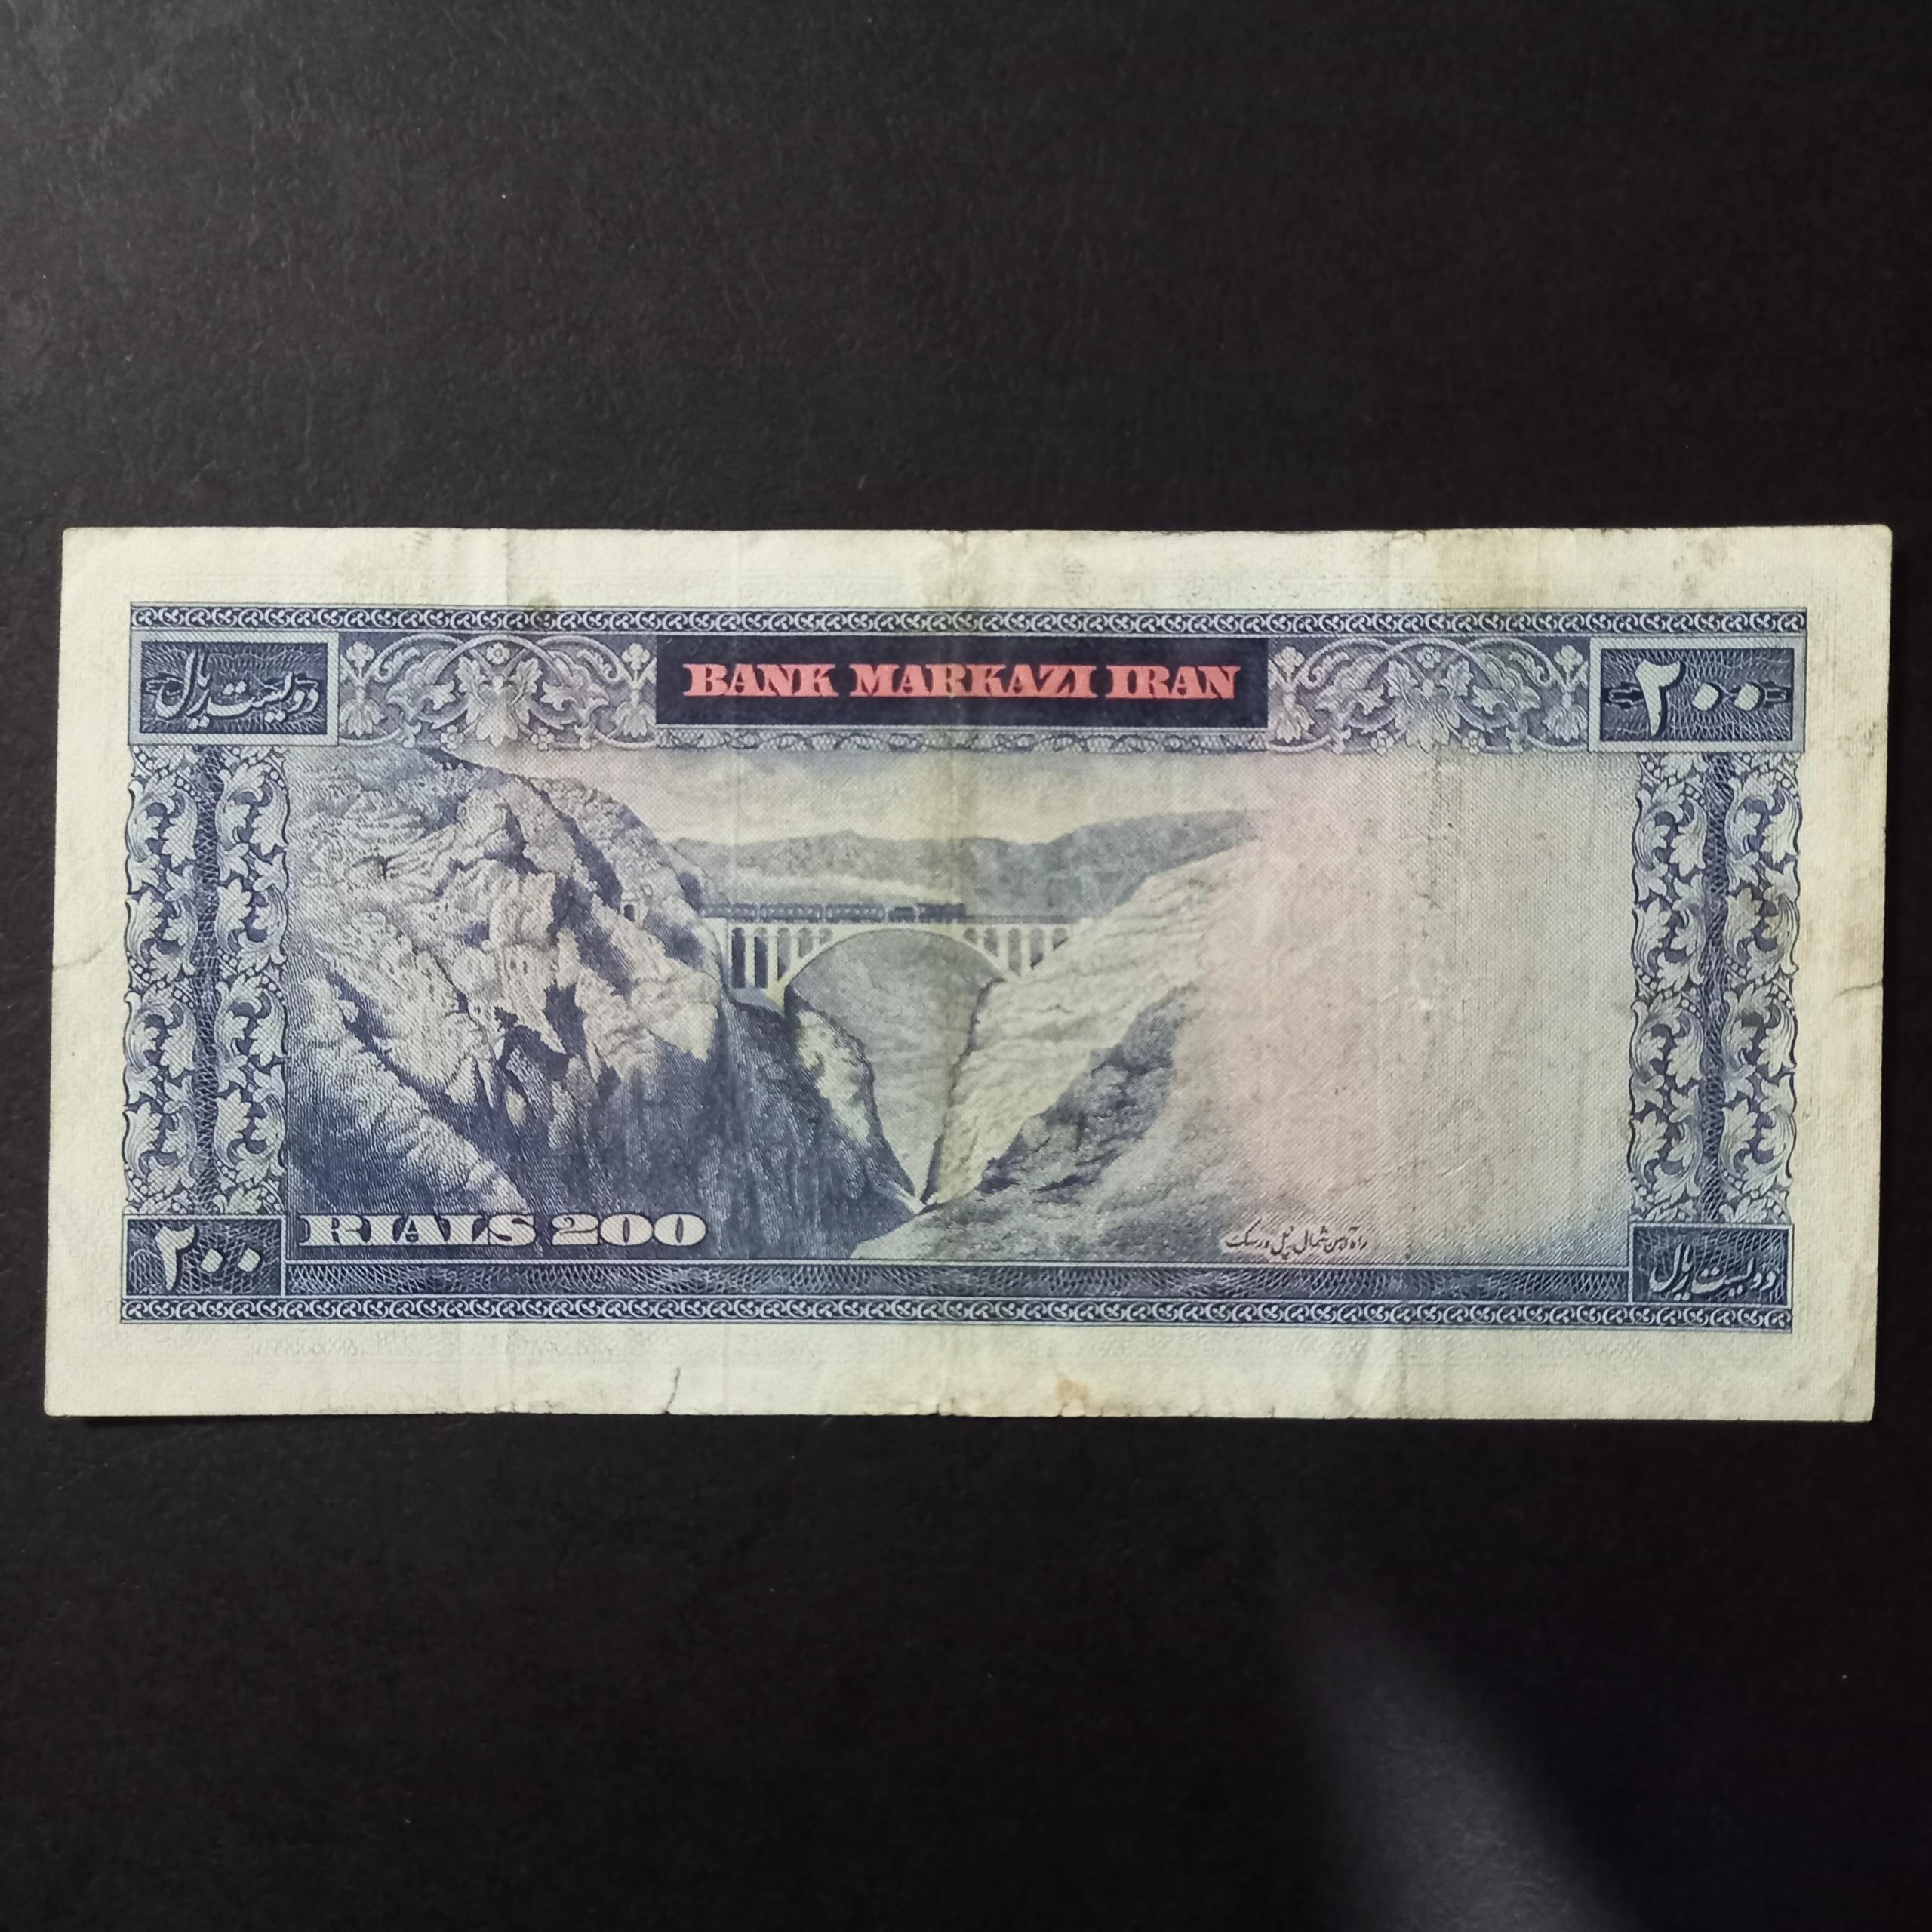 BANK MARKAZI IRAN
دویست ریال
۲۰۰
RIALS 200
۲۰۰
راه آهن شمال پل ورسک
دویست ریال